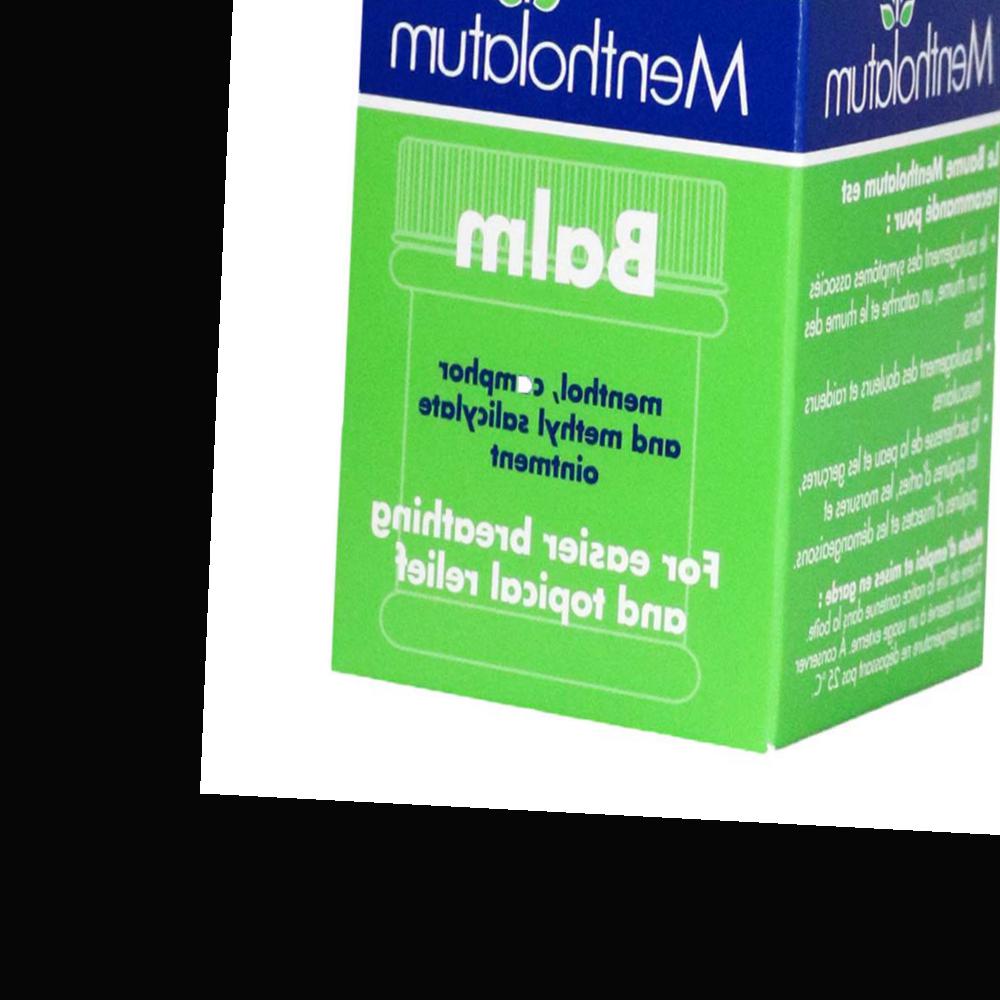 Mentholatum
Balm
menthol, camphor
and methyl salicylate
ointment
For easier breathing
and topical relief
Mentholatum
Le Baume Mentholatum est
recommandé pour :
• le soulagement des symptômes associés
à un rhume, un catarrhe et le rhume des
foins
• le soulagement des douleurs et raideurs
musculaires
• la sécheresse de la peau et les gerçures,
les piqûres d'orties, les morsures et
piqûres d'insectes et les démangeaisons.
Mode d'emploi et mises en garde :
Prière de lire la notice contenue dans la boîte.
Produit réservé à un usage externe. À conserver
à une température ne dépassant pas 25 °C.